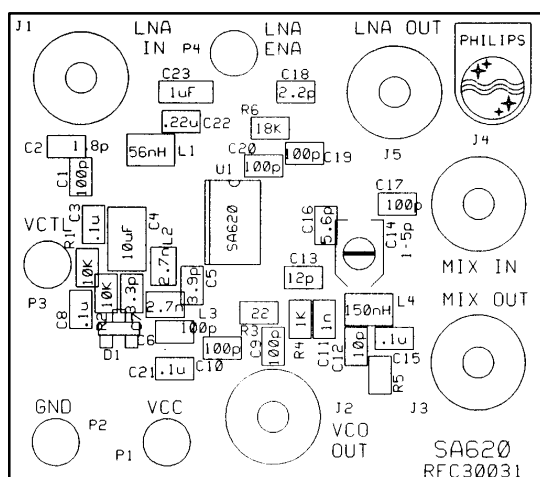 J1
LNA IN
P4
LNA ENA
LNA OUT
PHILIPS
C23
1uF
C18
2.2p
.22u
C22
R6
18K
C2
1.8p
56nH
L1
C20
100p
100p
C19
J5
J4
C1
100p
U1
SA620
C17
100p
VCTL
C3
.1u
10uF
C4
L2
2.7n
C16
5.6p
C14
1-5p
R1
10K
10K
3.3p
3.9p
C5
C13
12p
MIX IN
P3
C8
.1u
2.7n
L3
100p
22
R3
1K
R4
1n
C11
150nH
L4
MIX OUT
D1
C6
100p
C10
C9
100p
C12
10p
.1u
C15
C21
.1u
R5
GND
P2
VCC
P1
J2
VCO OUT
J3
SA620
RFC30031